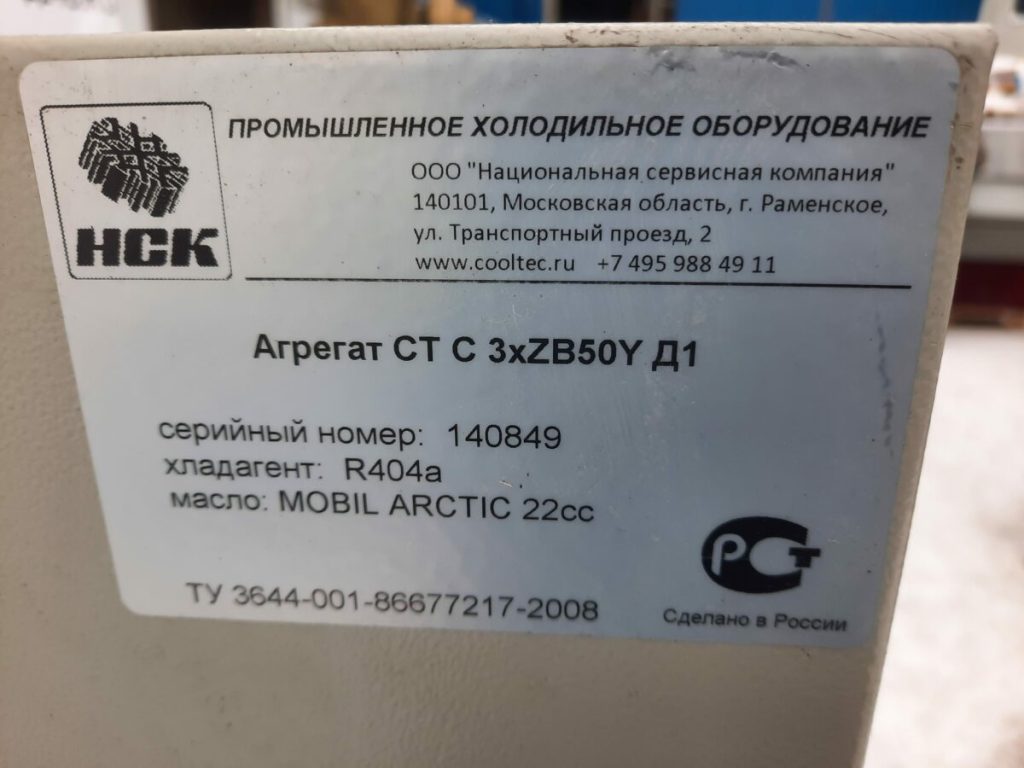 НСК
ПРОМЫШЛЕННОЕ ХОЛОДИЛЬНОЕ ОБОРУДОВАНИЕ
ООО "Национальная сервисная компания"
140101, Московская область, г. Раменское,
ул. Транспортный проезд, 2
www.cooltec.ru +7 495 988 49 11
Агрегат СТ С 3xZB50Y Д1
серийный номер: 140849
хладагент: R404a
масло: MOBIL ARCTIC 22cc
РСТ
ТУ 3644-001-86677217-2008
Сделано в России